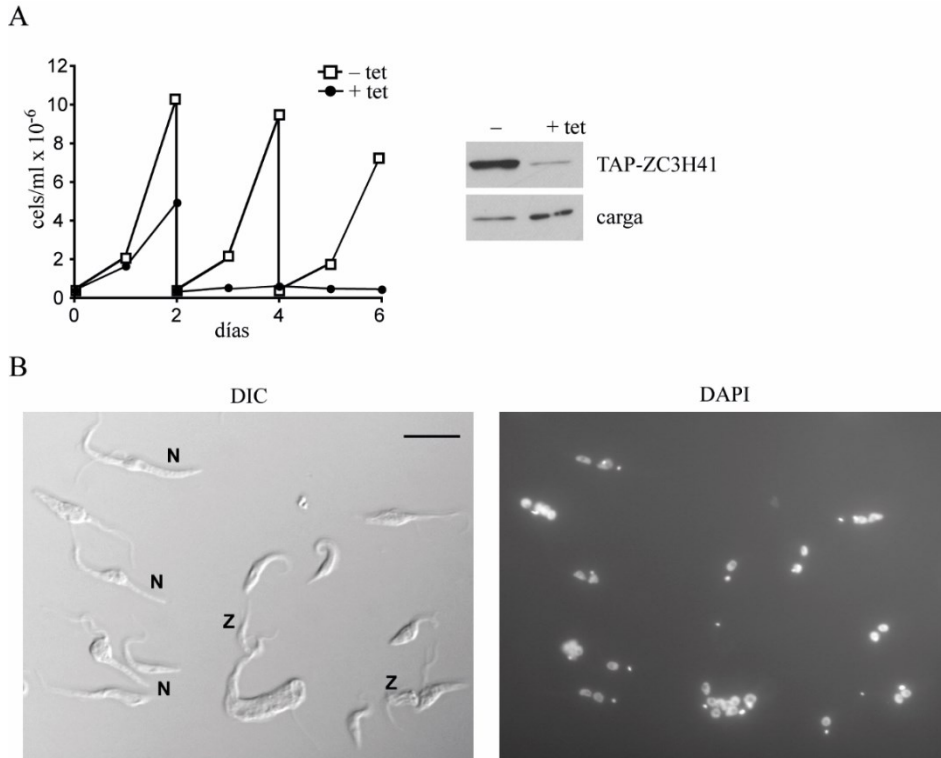 A
12
10
8
6
4
2
0
cels/ml x 10-6
0 2 4 6
días
– tet
+ tet
– + tet
TAP-ZC3H41
carga
B
DIC DAPI
N
N
Z
N
Z